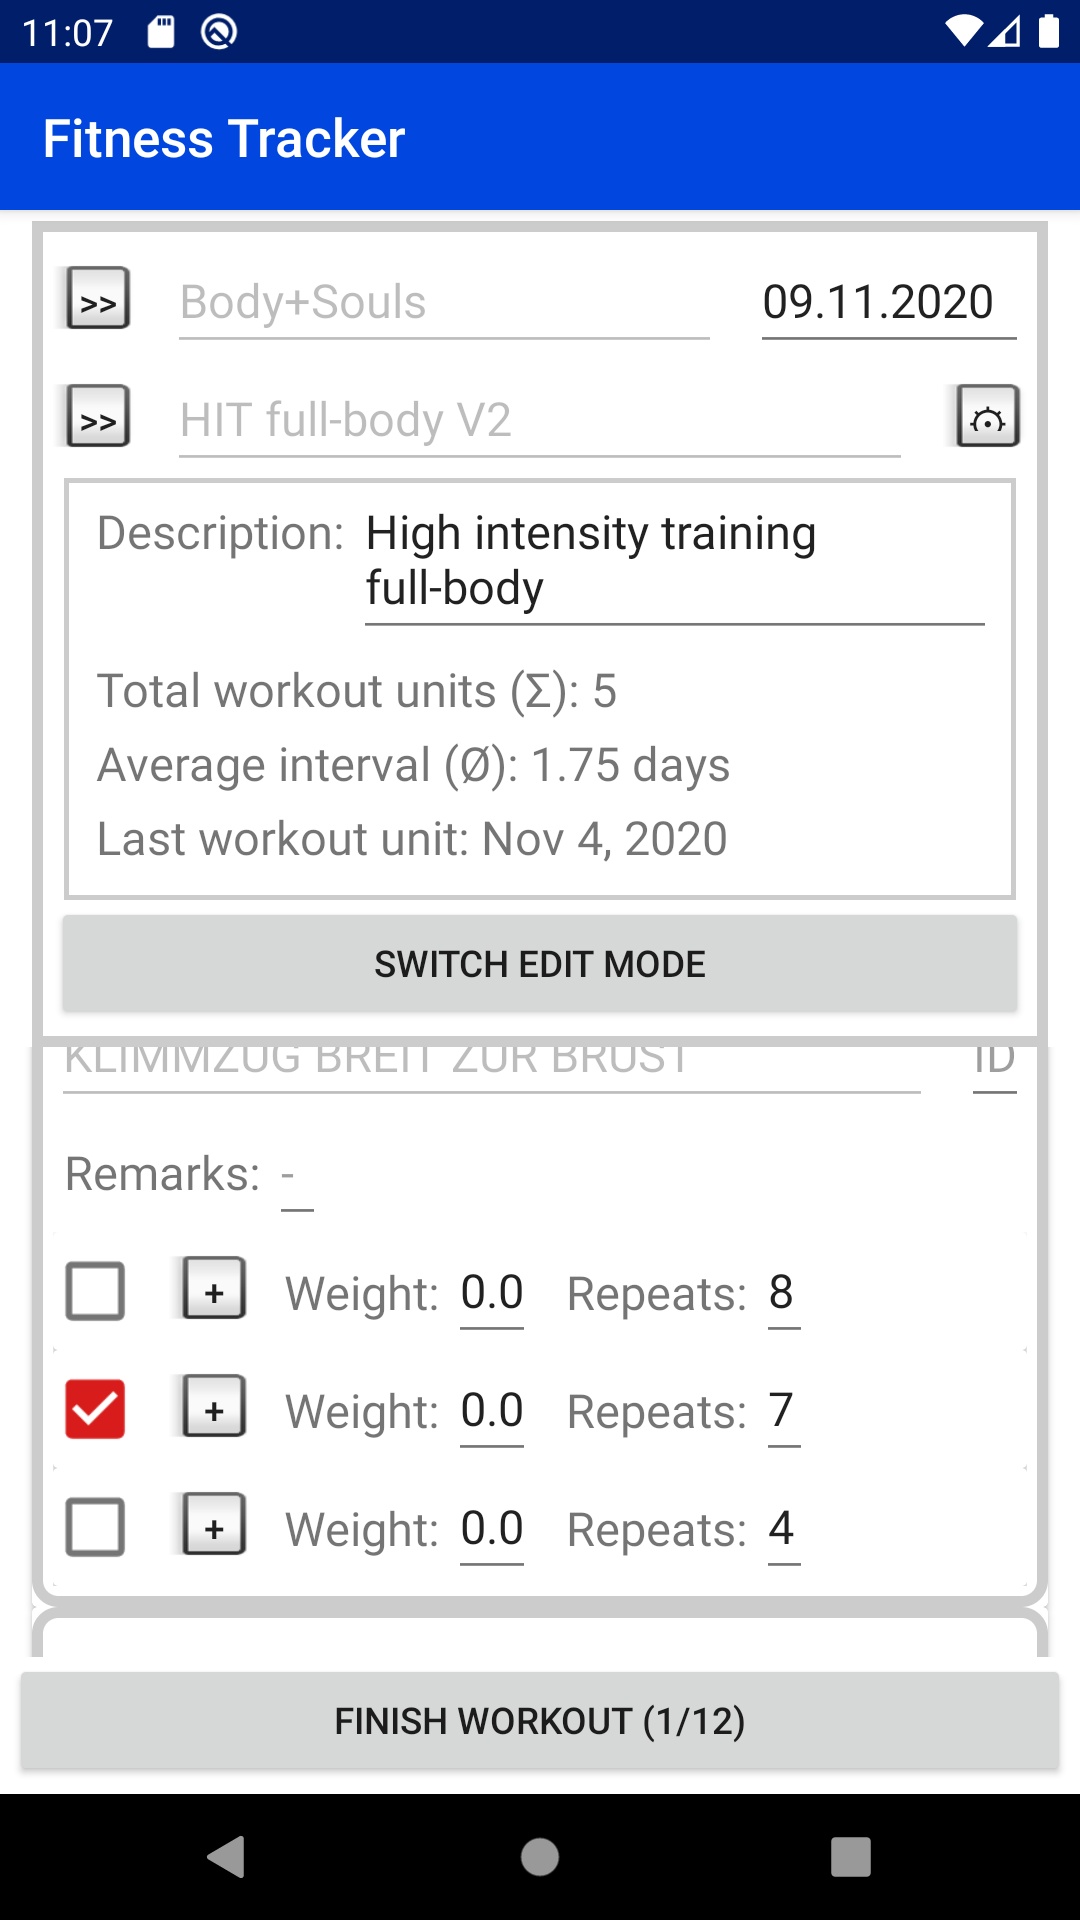 11:07
Fitness Tracker
>> Body+Souls 09.11.2020
>> HIT full-body V2
Description: High intensity training
full-body
Total workout units (Σ): 5
Average interval (Ø): 1.75 days
Last workout unit: Nov 4, 2020
SWITCH EDIT MODE
KLIMMZUG BREIT ZUR BRUST ID
Remarks: -
+ Weight: 0.0 Repeats: 8
+ Weight: 0.0 Repeats: 7
+ Weight: 0.0 Repeats: 4
FINISH WORKOUT (1/12)